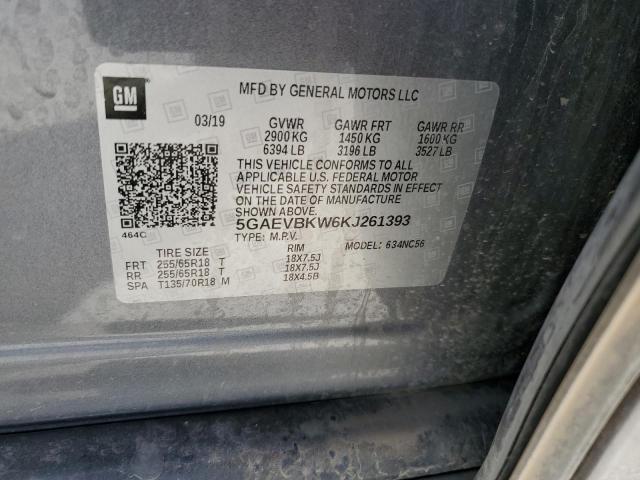 GM
MFD BY GENERAL MOTORS LLC
03/19 GVWR GAWR FRT GAWR RR
2900 KG 1450 KG 1600 KG
6394 LB 3196 LB 3527 LB
THIS VEHICLE CONFORMS TO ALL
APPLICABLE U.S. FEDERAL MOTOR
VEHICLE SAFETY STANDARDS IN EFFECT
ON THE DATE OF MANUFACTURE
SHOWN ABOVE.
5GAEVBKW6KJ261393
464C TYPE: M.P.V. MODEL: 634NC56
TIRE SIZE RIM
FRT 255/65R18 T 18X7.5J
RR 255/65R18 T 18X7.5J
SPA T135/70R18 M 18X4.5B